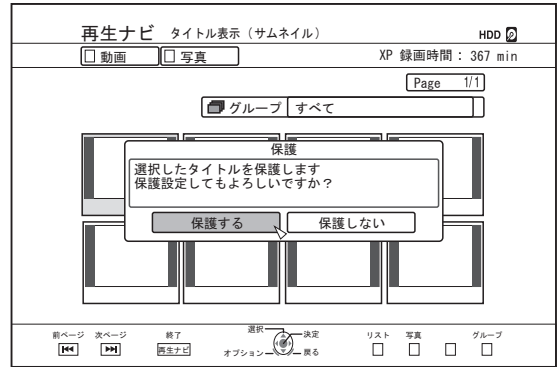 再生ナビ タイトル表示（サムネイル） HDD
動画 写真 XP 録画時間： 367 min
Page 1/1
グループ すべて
保護
選択したタイトルを保護します
保護設定してもよろしいですか？
保護する 保護しない
前ページ 次ページ 終了 選択 決定 リスト 写真 グループ
再生ナビ オプション 戻る